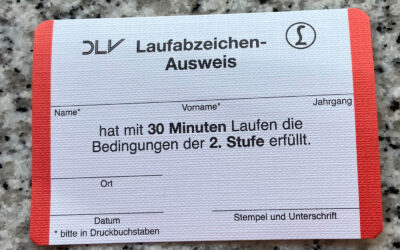 DLV Laufabzeichen-
Ausweis
Name* Vorname* Jahrgang
hat mit 30 Minuten Laufen die
Bedingungen der 2. Stufe erfüllt.
Ort
Datum Stempel und Unterschrift
* bitte in Druckbuchstaben